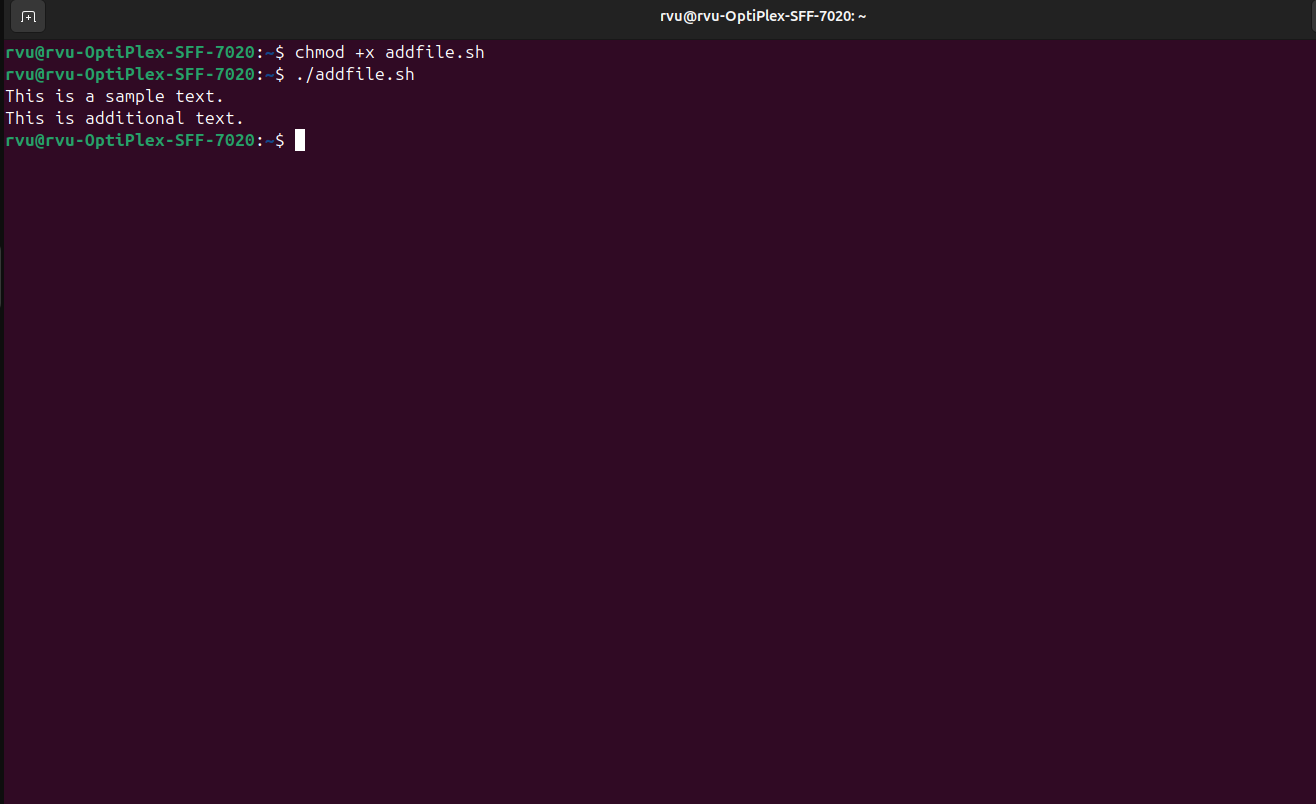 rvu@rvu-OptiPlex-SFF-7020: ~
rvu@rvu-OptiPlex-SFF-7020:~$ chmod +x addfile.sh
rvu@rvu-OptiPlex-SFF-7020:~$ ./addfile.sh
This is a sample text.
This is additional text.
rvu@rvu-OptiPlex-SFF-7020:~$